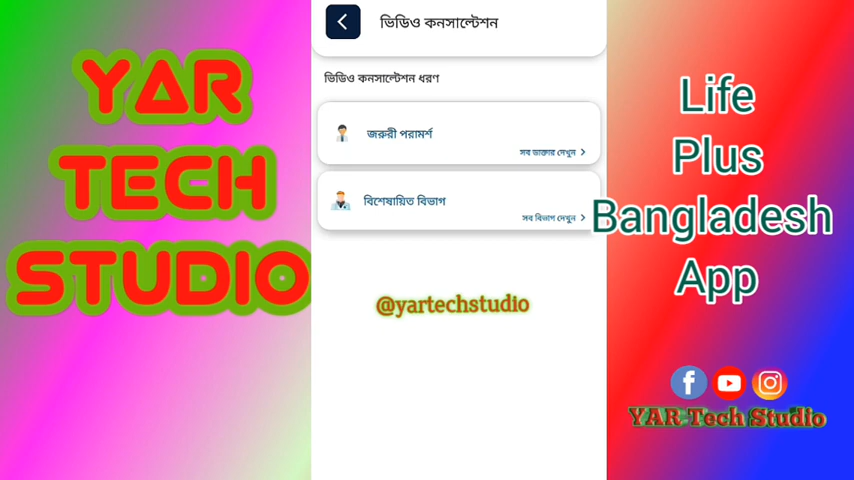 YAR
TECH
STUDIO
ভিডিও কনসাল্টেশন
ভিডিও কনসাল্টেশন ধরণ
জরুরী পরামর্শ
সব ডাক্তার দেখুন
বিশেষায়িত বিভাগ
সব বিভাগ দেখুন
@yartechstudio
Life
Plus
Bangladesh
App
YAR Tech Studio